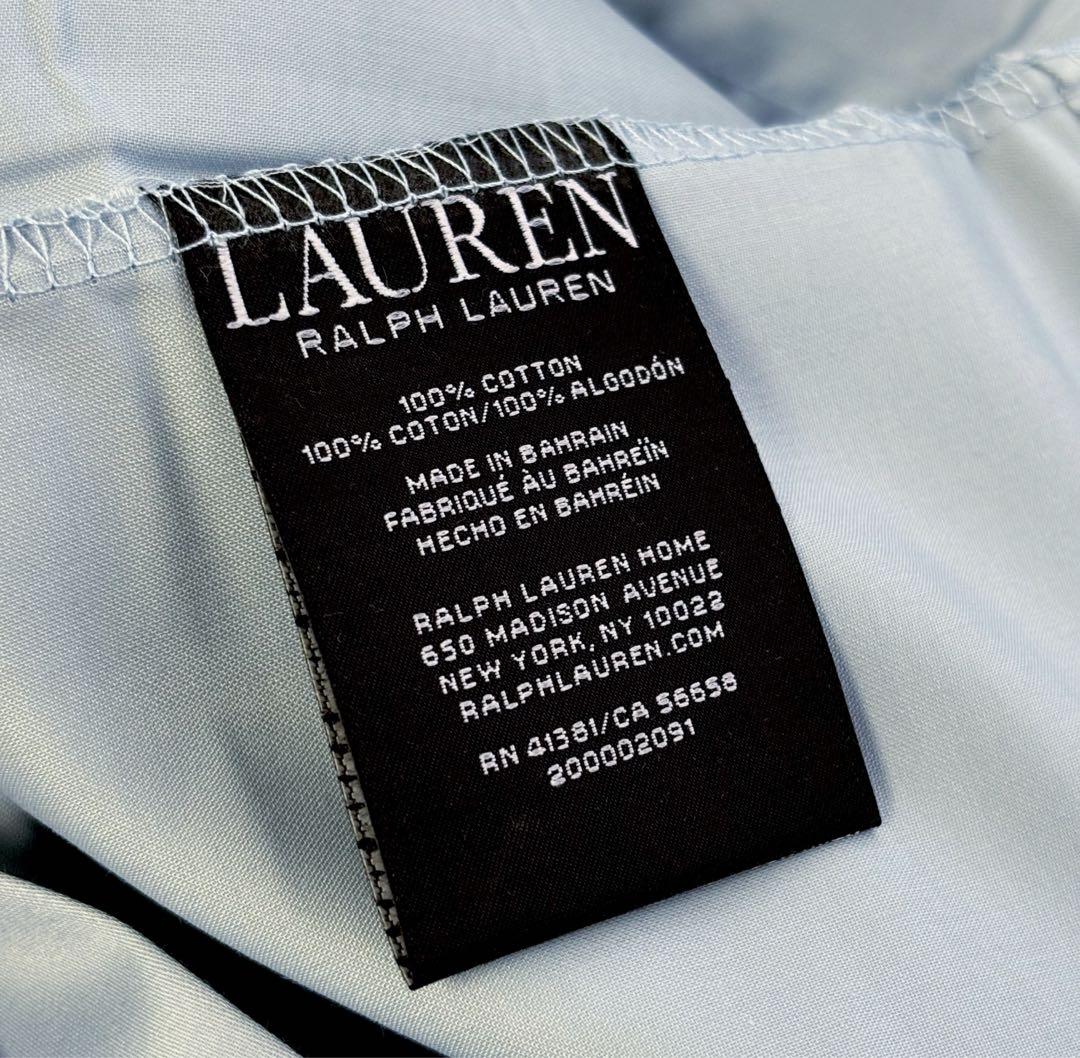 LAUREN
RALPH LAUREN
100% COTTON
100% COTON/100% ALGODÓN
MADE IN BAHRAIN
FABRIQUÉ ÀU BAHREÏN
HECHO EN BAHRÉIN
RALPH LAUREN HOME
650 MADISON AVENUE
NEW YORK, NY 10022
RALPHLAUREN.COM
RN 41381/CA 56658
200002091